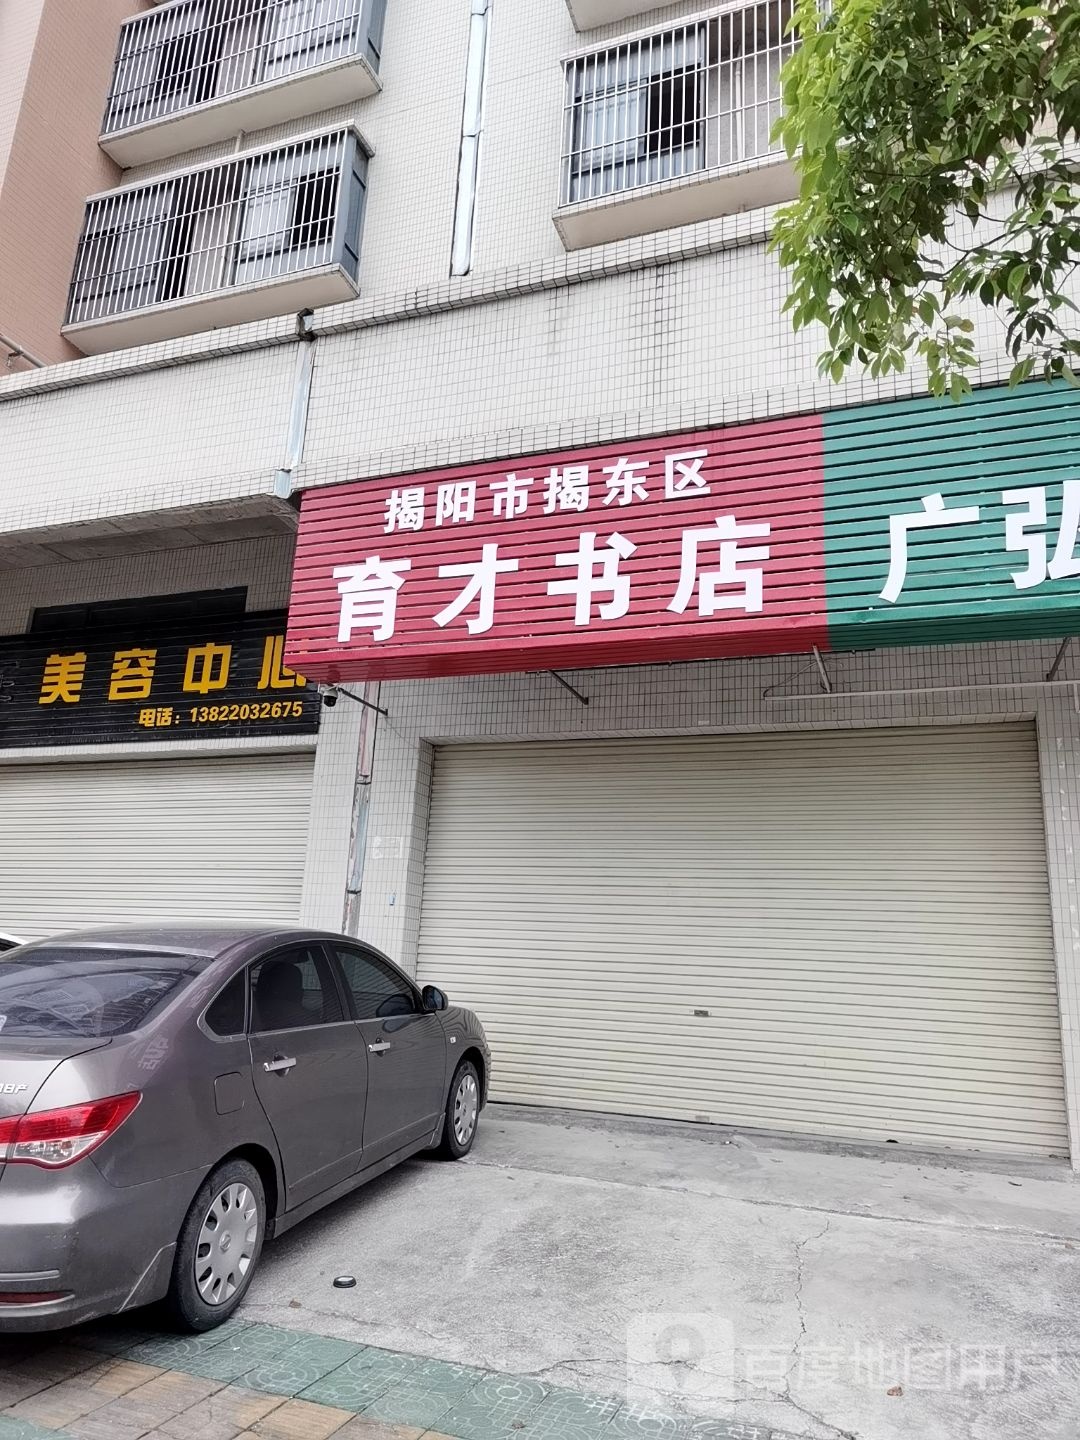 揭阳市揭东区
育才书店
广弘
美容中心
电话：13822032675
百度地图用户